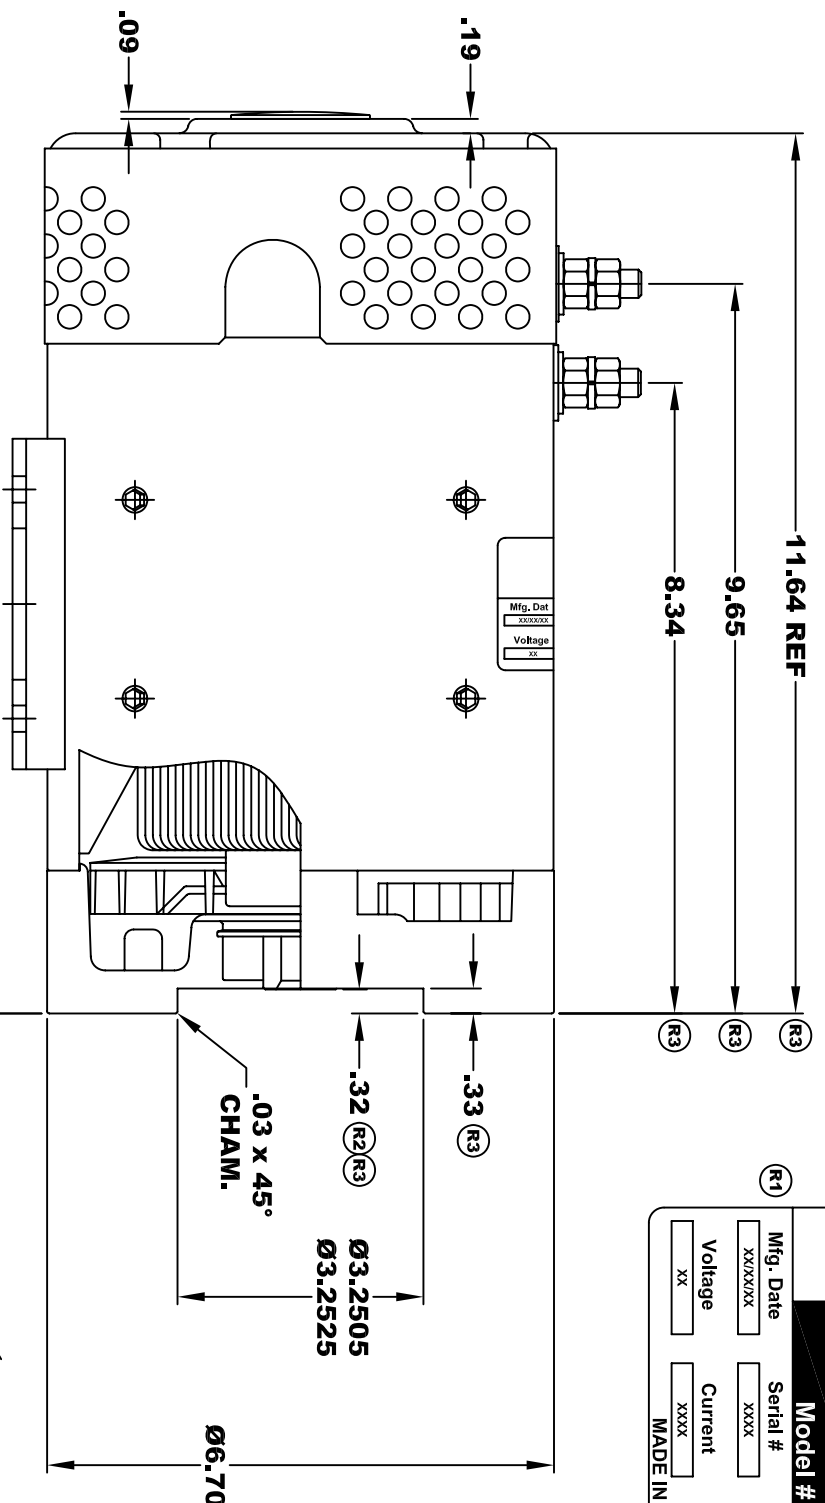 .09
.19
11.64 REF
9.65
8.34
R3
R3
R3
Mfg. Dat
XX/XX/XX
Voltage
XX
.33 R3
.32 R2 R3
.03 x 45°
CHAM.
Ø3.2505
Ø3.2525
Ø6.70
R1
Model #
Mfg. Date
XX/XX/XX
Serial #
XXXX
Voltage
XX
Current
XXXX
MADE IN